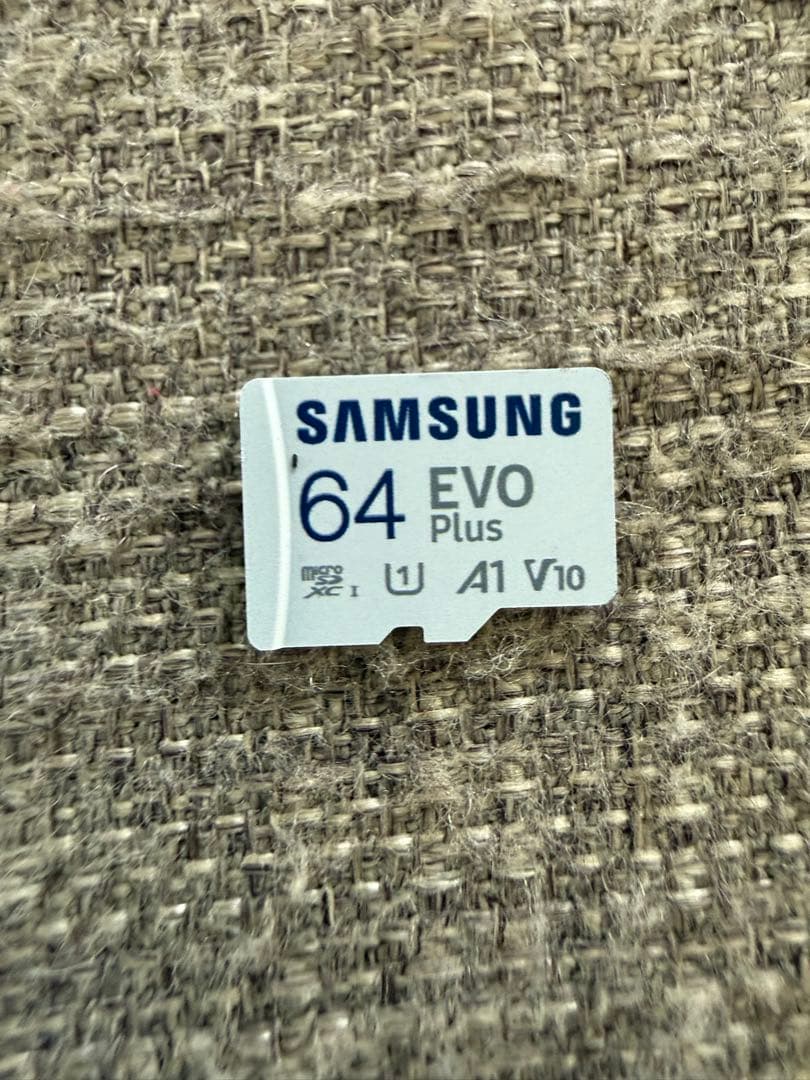 SAMSUNG
64 EVO
Plus
micro
SD
XC I U1 A1 V10